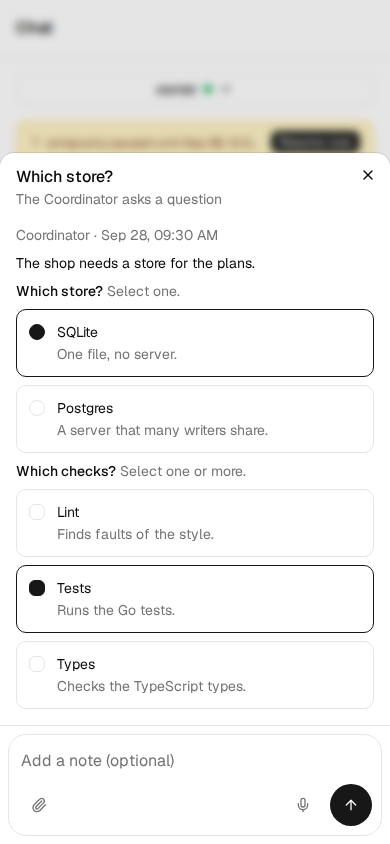 Chat
Which store?
The Coordinator asks a question
Coordinator · Sep 28, 09:30 AM
The shop needs a store for the plans.
Which store? Select one.
SQLite
One file, no server.
Postgres
A server that many writers share.
Which checks? Select one or more.
Lint
Finds faults of the style.
Tests
Runs the Go tests.
Types
Checks the TypeScript types.
Add a note (optional)